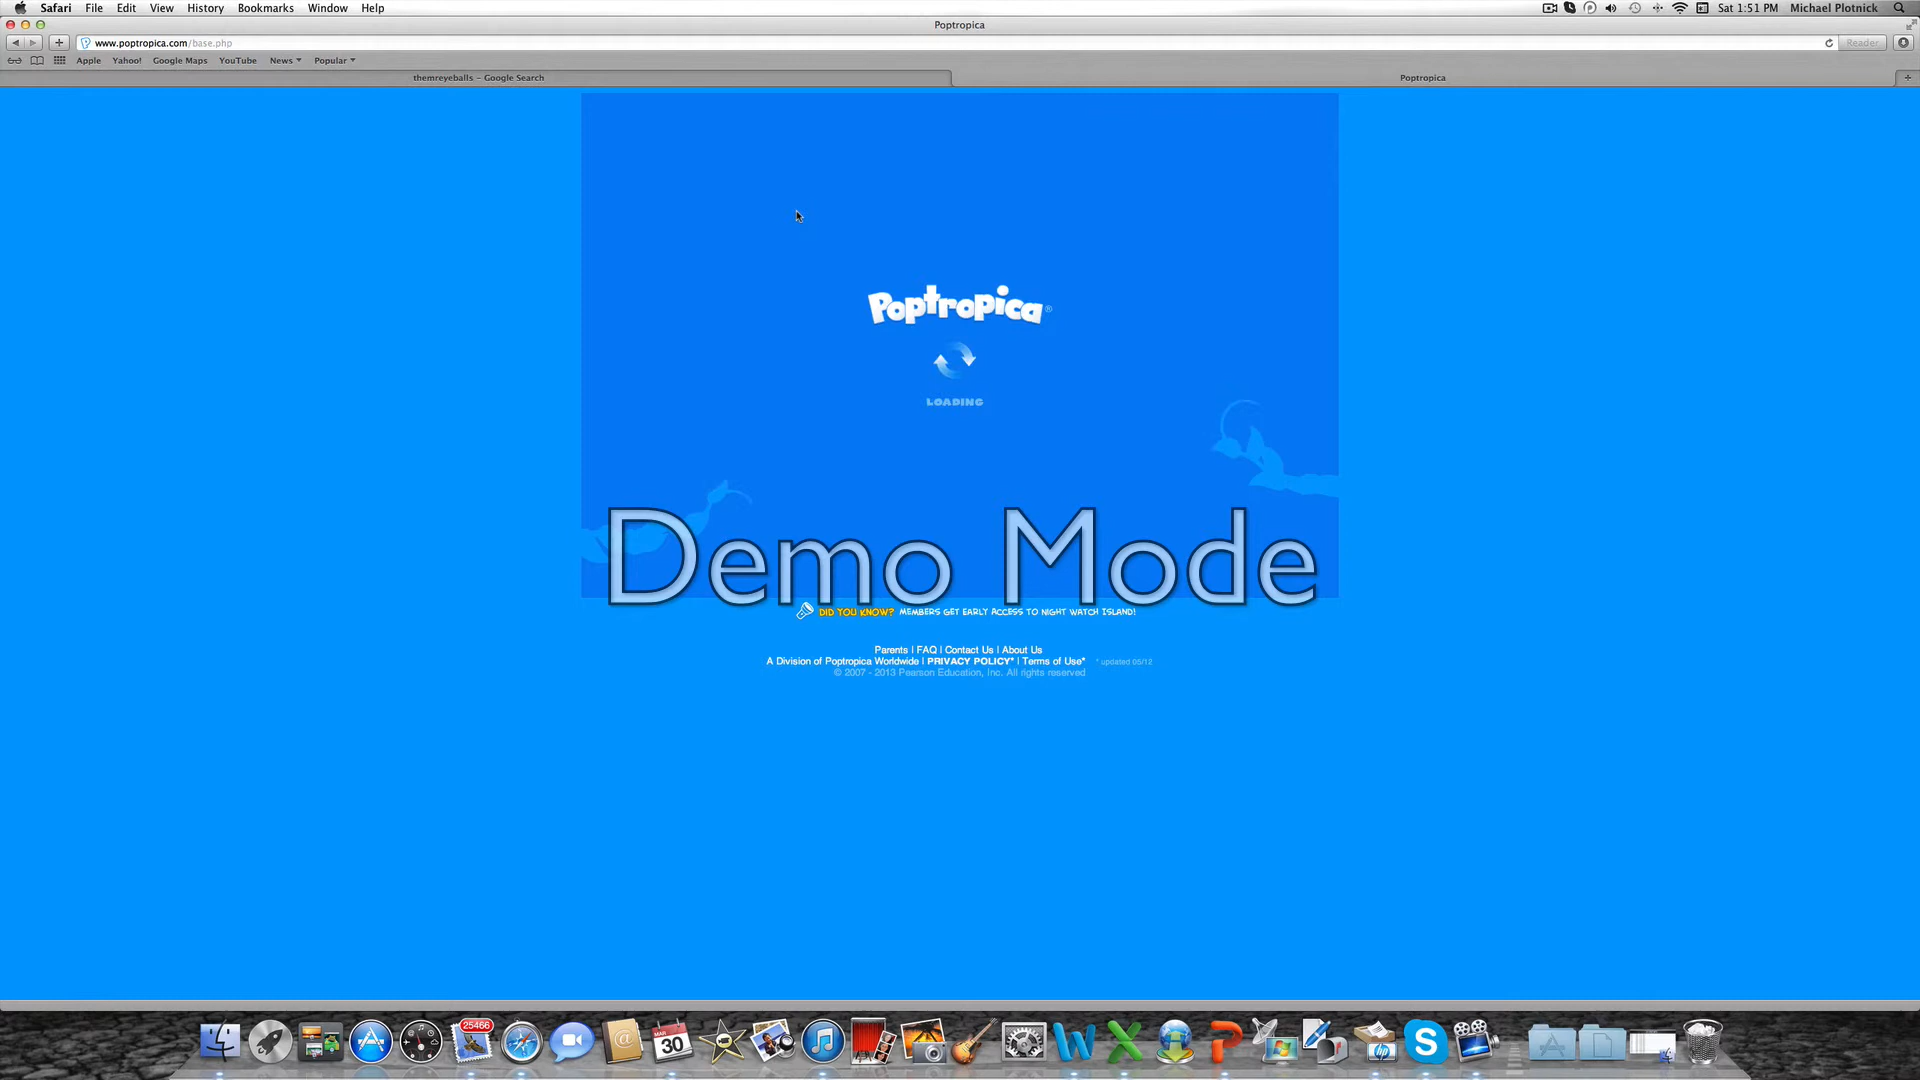 Safari File Edit View History Bookmarks Window Help Sat 1:51 PM Michael Plotnick
Poptropica
www.poptropica.com/base.php Reader
Apple Yahoo! Google Maps YouTube News Popular
themreyeballs – Google Search Poptropica
Poptropica®
LOADING
Demo Mode
DID YOU KNOW? MEMBERS GET EARLY ACCESS TO NIGHT WATCH ISLAND!
Parents | FAQ | Contact Us | About Us
A Division of Poptropica Worldwide | PRIVACY POLICY* | Terms of Use* * updated 05/12
© 2007 - 2013 Pearson Education, Inc. All rights reserved
25466
MAR
30